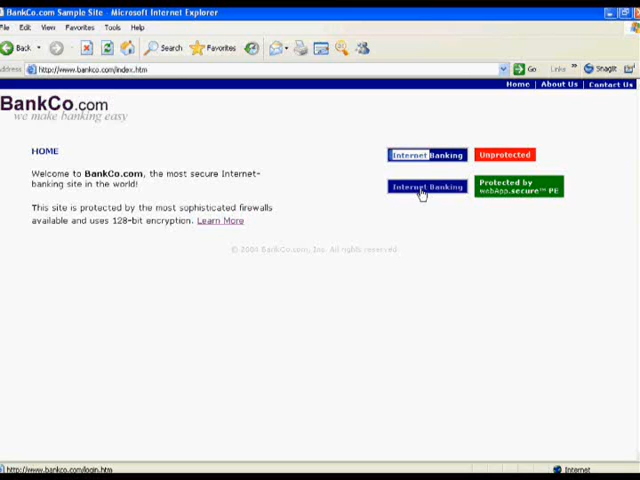 BankCo.com Sample Site - Microsoft Internet Explorer
File Edit View Favorites Tools Help
Back Search Favorites
Address http://www.bankco.com/index.htm Go Links » SnagIt
Home | About Us | Contact Us
BankCo.com
we make banking easy
HOME
Internet Banking Unprotected
Welcome to BankCo.com, the most secure Internet-
banking site in the world!
Internet Banking Protected by
webApp.secure™ PE
This site is protected by the most sophisticated firewalls
available and uses 128-bit encryption. Learn More
© 2004 BankCo.com, Inc. All rights reserved.
http://www.bankco.com/login.htm Internet